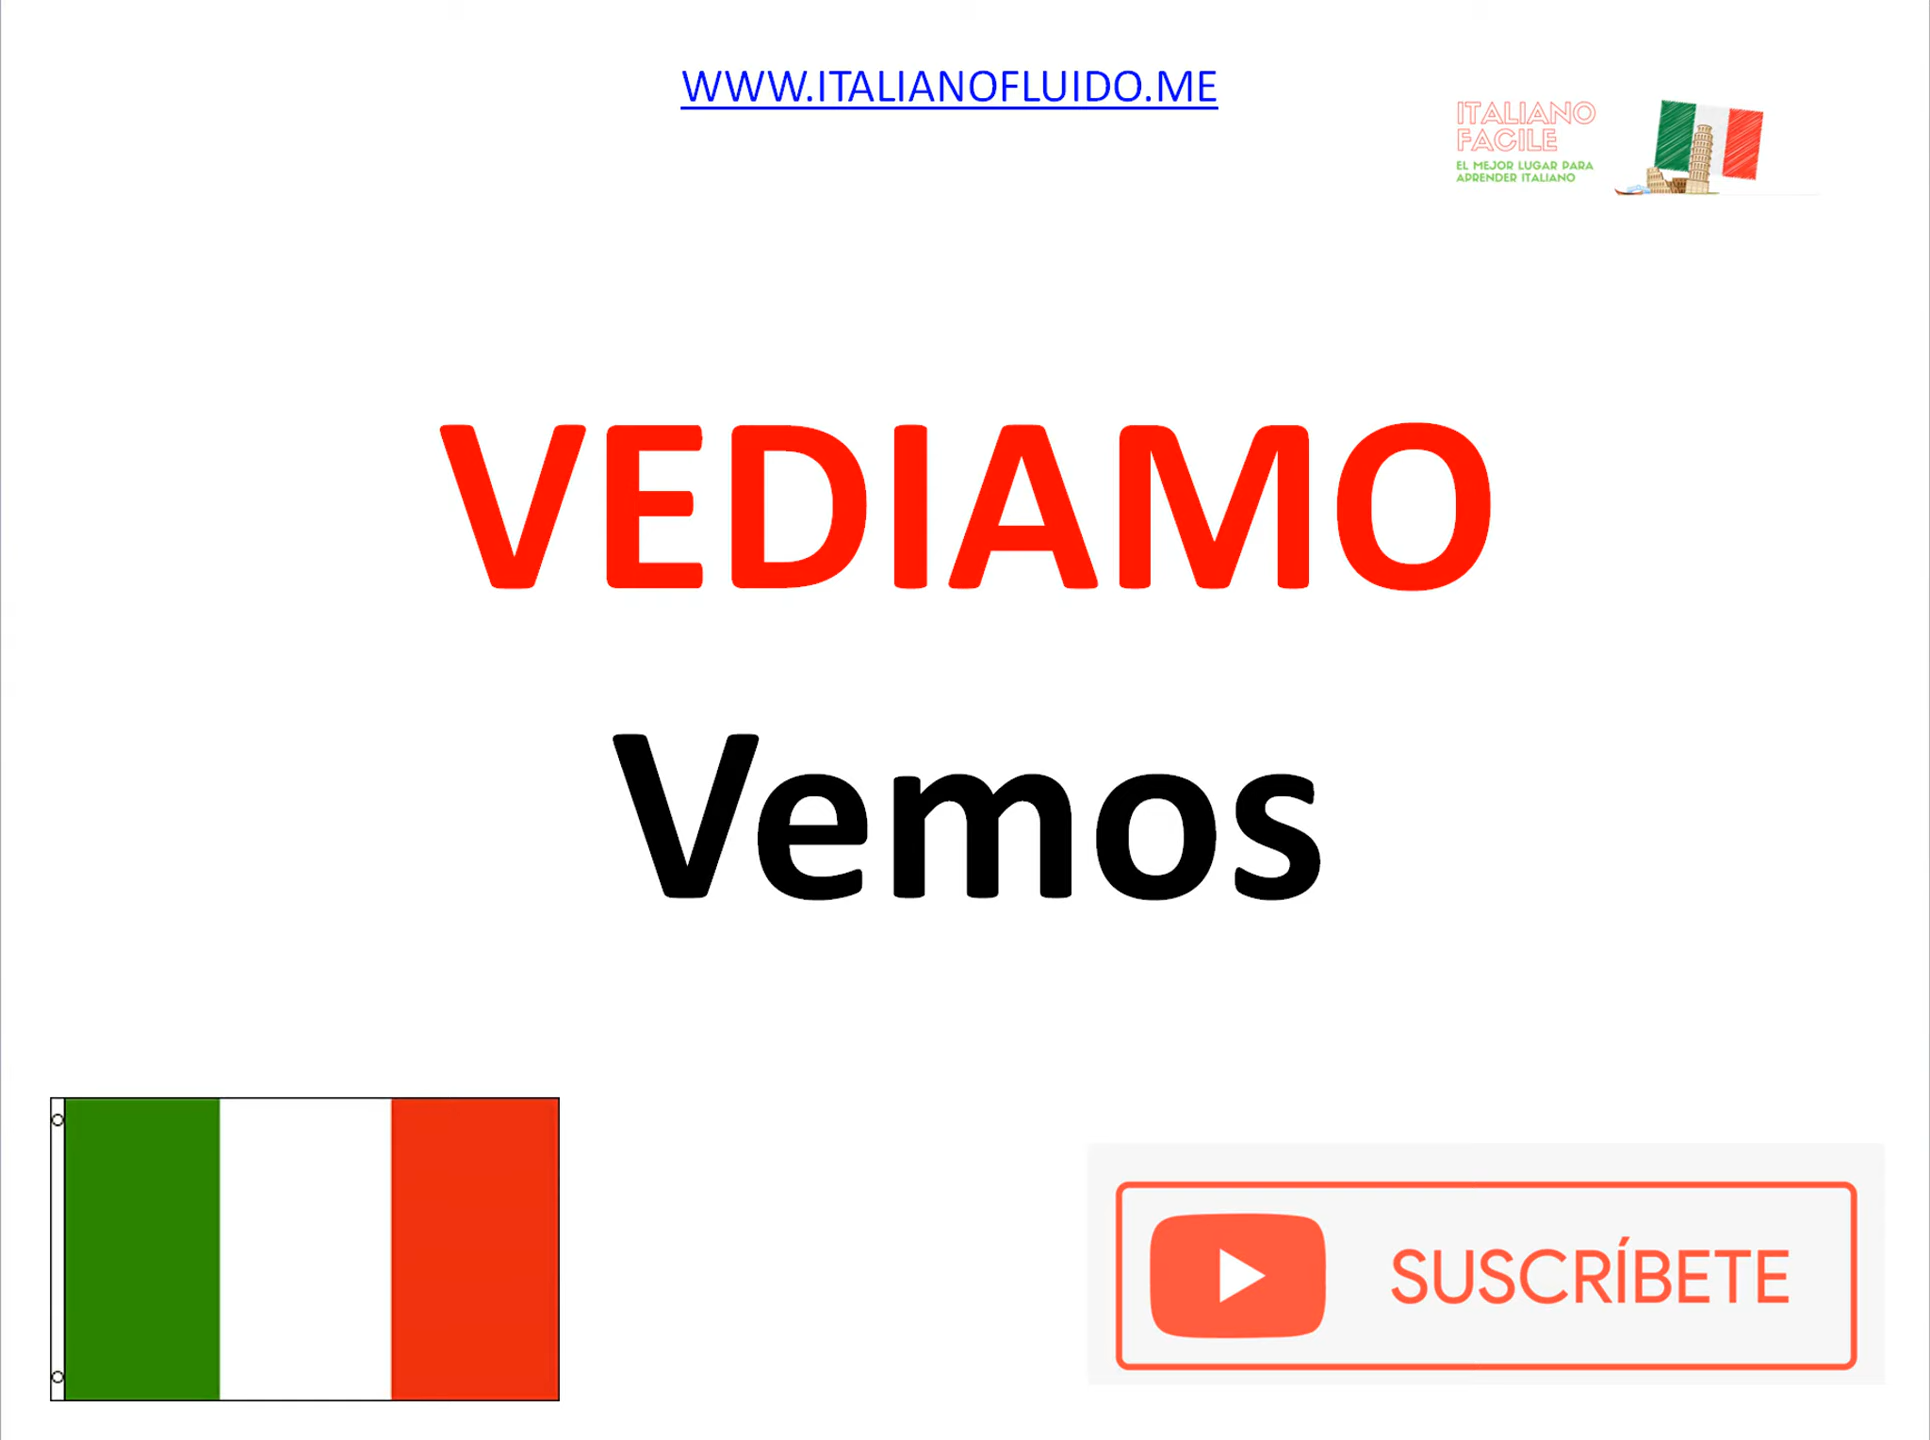 WWW.ITALIANOFLUIDO.ME
ITALIANO
FACILE
EL MEJOR LUGAR PARA
APRENDER ITALIANO
VEDIAMO
Vemos
SUSCRÍBETE